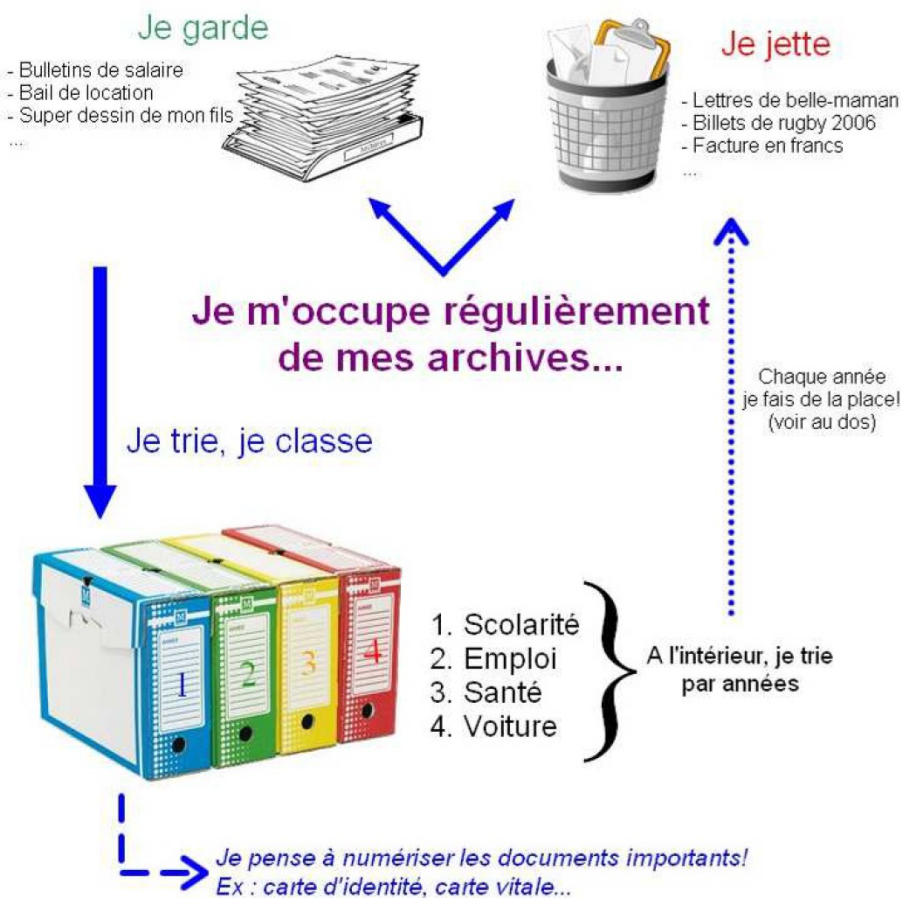 Je garde
- Bulletins de salaire
- Bail de location
- Super dessin de mon fils
...
Archives
Je jette
- Lettres de belle-maman
- Billets de rugby 2006
- Facture en francs
...
Je m'occupe régulièrement
de mes archives...
Chaque année
je fais de la place!
(voir au dos)
Je trie, je classe
M
M
M
M
M
1
2
3
4
1. Scolarité
2. Emploi
3. Santé
4. Voiture
A l'intérieur, je trie
par années
Je pense à numériser les documents importants!
Ex : carte d'identité, carte vitale...